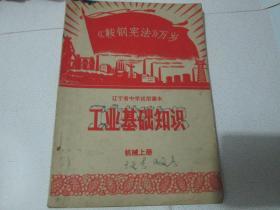 《鞍钢宪法》万岁
辽宁省中学试用课本
工业基础知识
机械上册